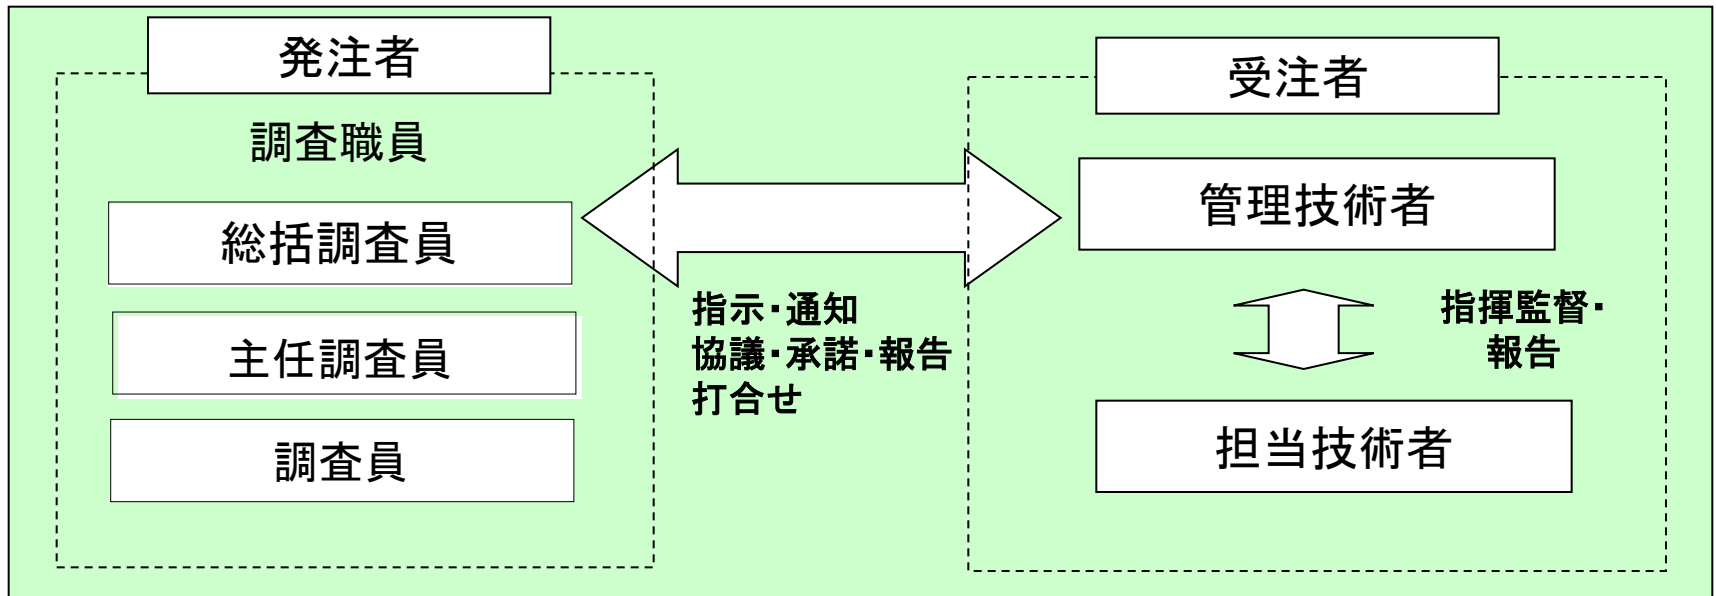 発注者
調査職員
総括調査員
主任調査員
調査員
指示・通知
協議・承諾・報告
打合せ
受注者
管理技術者
指揮監督・
報告
担当技術者